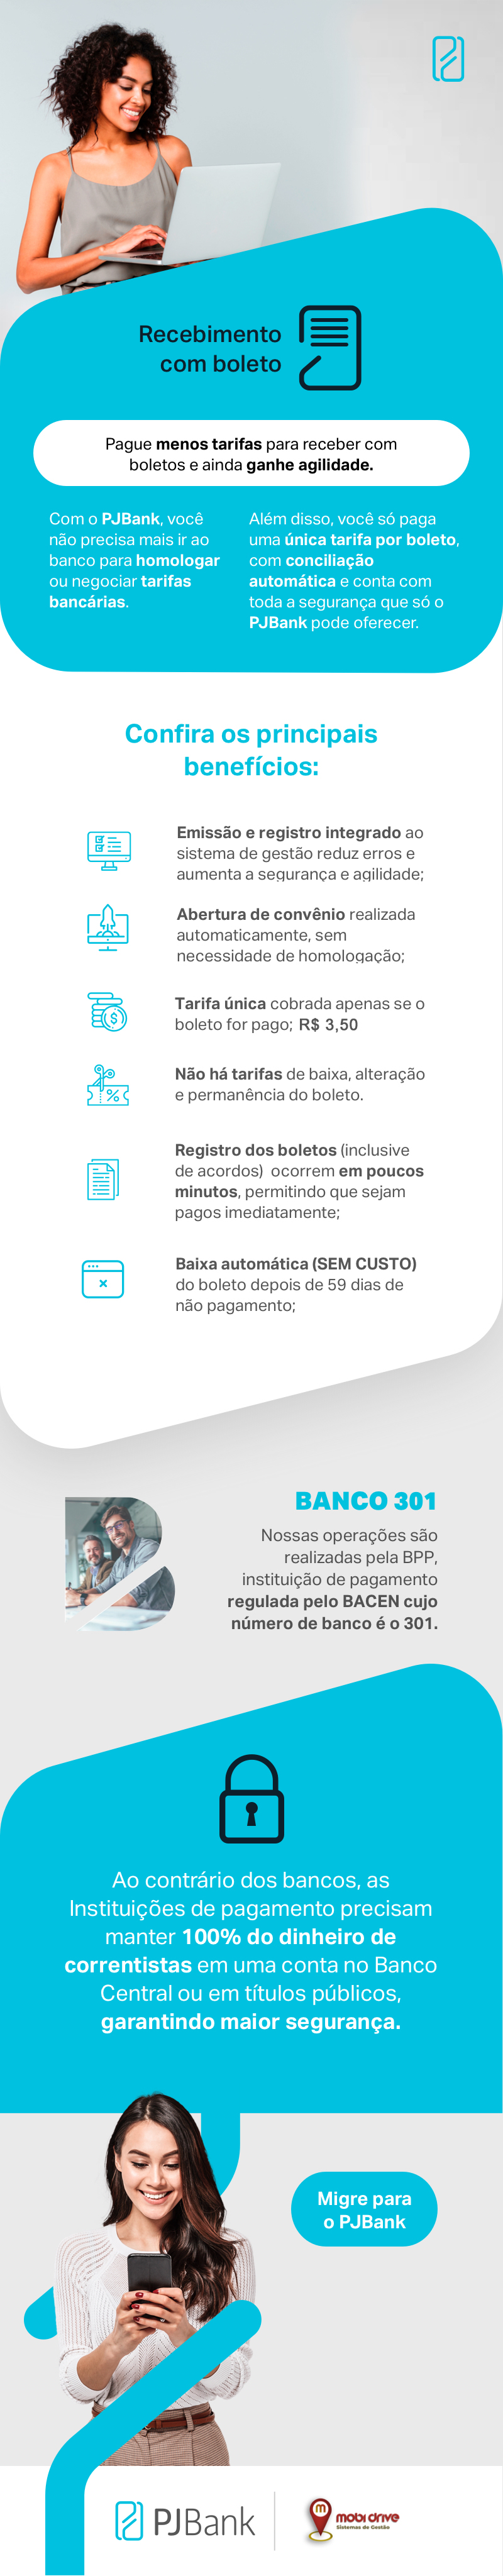 Recebimento
com boleto
Pague menos tarifas para receber com
boletos e ainda ganhe agilidade.
Com o PJBank, você
não precisa mais ir ao
banco para homologar
ou negociar tarifas
bancárias.
Além disso, você só paga
uma única tarifa por boleto,
com conciliação
automática e conta com
toda a segurança que só o
PJBank pode oferecer.
Confira os principais
benefícios:
Emissão e registro integrado ao
sistema de gestão reduz erros e
aumenta a segurança e agilidade;
Abertura de convênio realizada
automaticamente, sem
necessidade de homologação;
Tarifa única cobrada apenas se o
boleto for pago; R$ 3,50
Não há tarifas de baixa, alteração
e permanência do boleto.
Registro dos boletos (inclusive
de acordos) ocorrem em poucos
minutos, permitindo que sejam
pagos imediatamente;
Baixa automática (SEM CUSTO)
do boleto depois de 59 dias de
não pagamento;
BANCO 301
Nossas operações são
realizadas pela BPP,
instituição de pagamento
regulada pelo BACEN cujo
número de banco é o 301.
Ao contrário dos bancos, as
Instituições de pagamento precisam
manter 100% do dinheiro de
correntistas em uma conta no Banco
Central ou em títulos públicos,
garantindo maior segurança.
Migre para
o PJBank
PJBank
m
mobi drive
Sistemas de Gestão